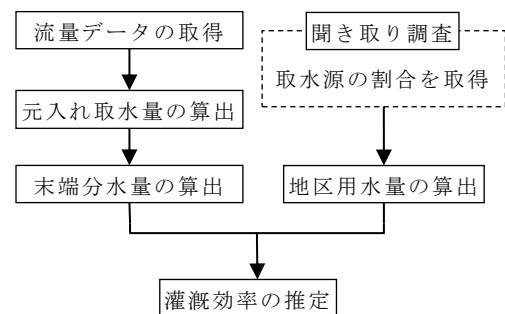 流量データの取得
聞き取り調査
取水源の割合を取得
元入れ取水量の算出
末端分水量の算出
地区用水量の算出
灌漑効率の推定